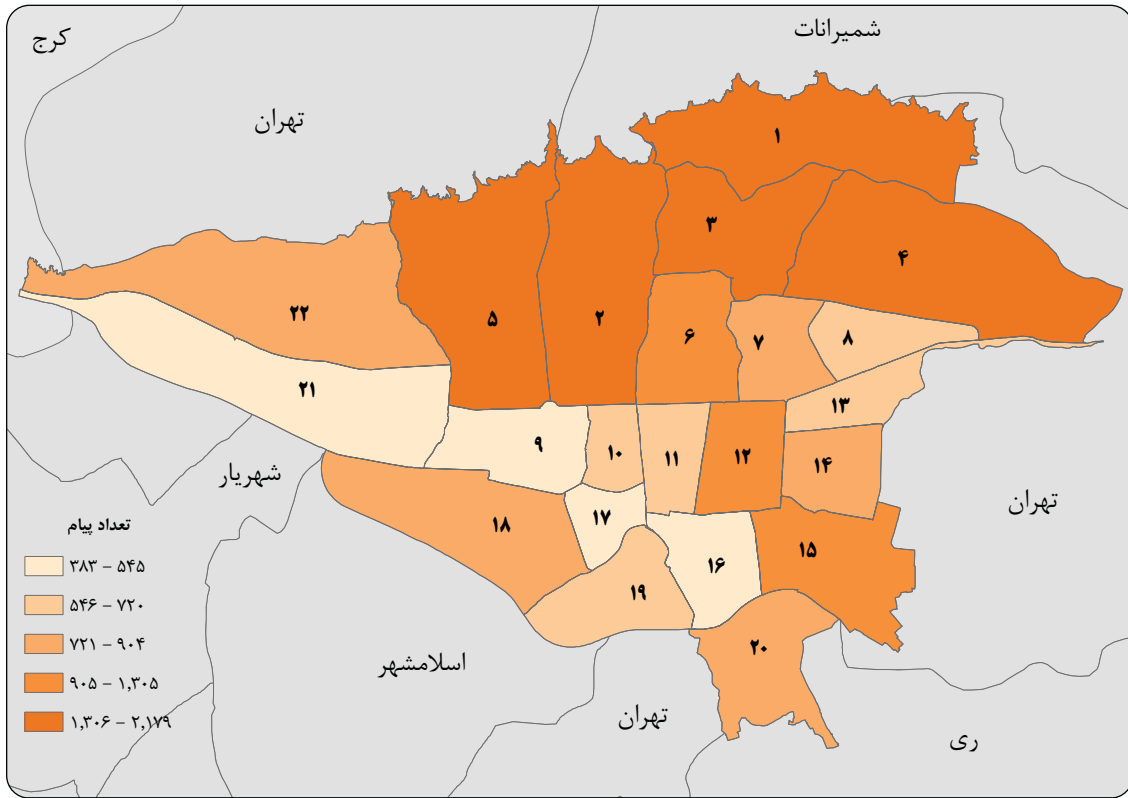 کرج
شمیرانات
تهران
۱
۳
۴
۲۲
۵
۲
۶
۷
۸
۲۱
۱۳
۹
۱۰
۱۱
۱۲
۱۴
شهریار
تهران
۱۸
۱۷
۱۶
۱۵
۱۹
۲۰
اسلامشهر
تهران
ری
تعداد پیام
۳۸۳ – ۵۴۵
۵۴۶ – ۷۲۰
۷۲۱ – ۹۰۴
۹۰۵ – ۱,۳۰۵
۱,۳۰۶ – ۲,۱۷۹